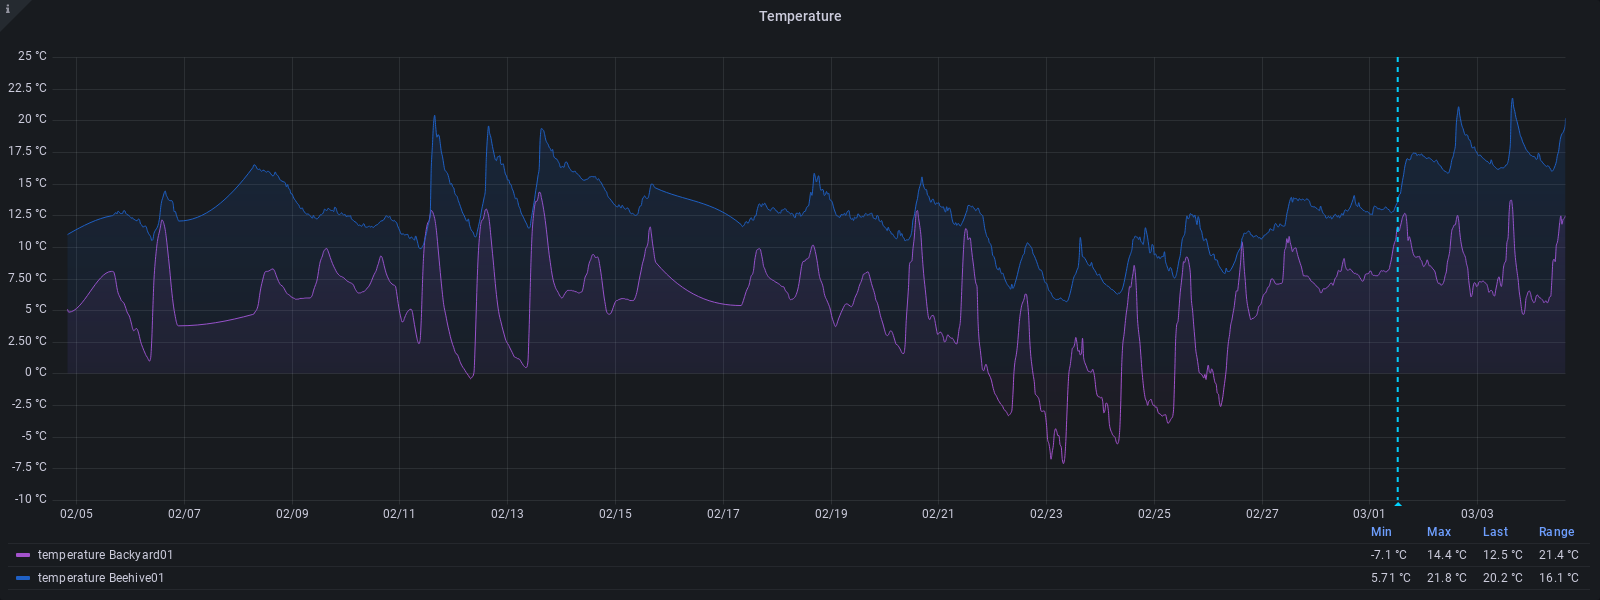 i
Temperature
25 °C
22.5 °C
20 °C
17.5 °C
15 °C
12.5 °C
10 °C
7.50 °C
5 °C
2.50 °C
0 °C
-2.5 °C
-5 °C
-7.5 °C
-10 °C
02/05 02/07 02/09 02/11 02/13 02/15 02/17 02/19 02/21 02/23 02/25 02/27 03/01 03/03
Min Max Last Range
temperature Backyard01 -7.1 °C 14.4 °C 12.5 °C 21.4 °C
temperature Beehive01 5.71 °C 21.8 °C 20.2 °C 16.1 °C